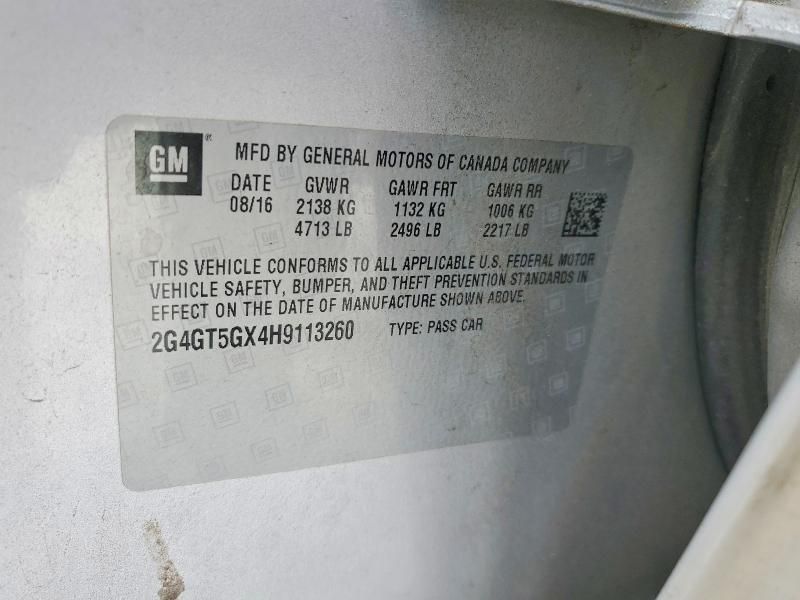 GM ® MFD BY GENERAL MOTORS OF CANADA COMPANY
DATE GVWR GAWR FRT GAWR RR
08/16 2138 KG 1132 KG 1006 KG
4713 LB 2496 LB 2217 LB
THIS VEHICLE CONFORMS TO ALL APPLICABLE U.S. FEDERAL MOTOR
VEHICLE SAFETY, BUMPER, AND THEFT PREVENTION STANDARDS IN
EFFECT ON THE DATE OF MANUFACTURE SHOWN ABOVE.
2G4GT5GX4H9113260 TYPE: PASS CAR